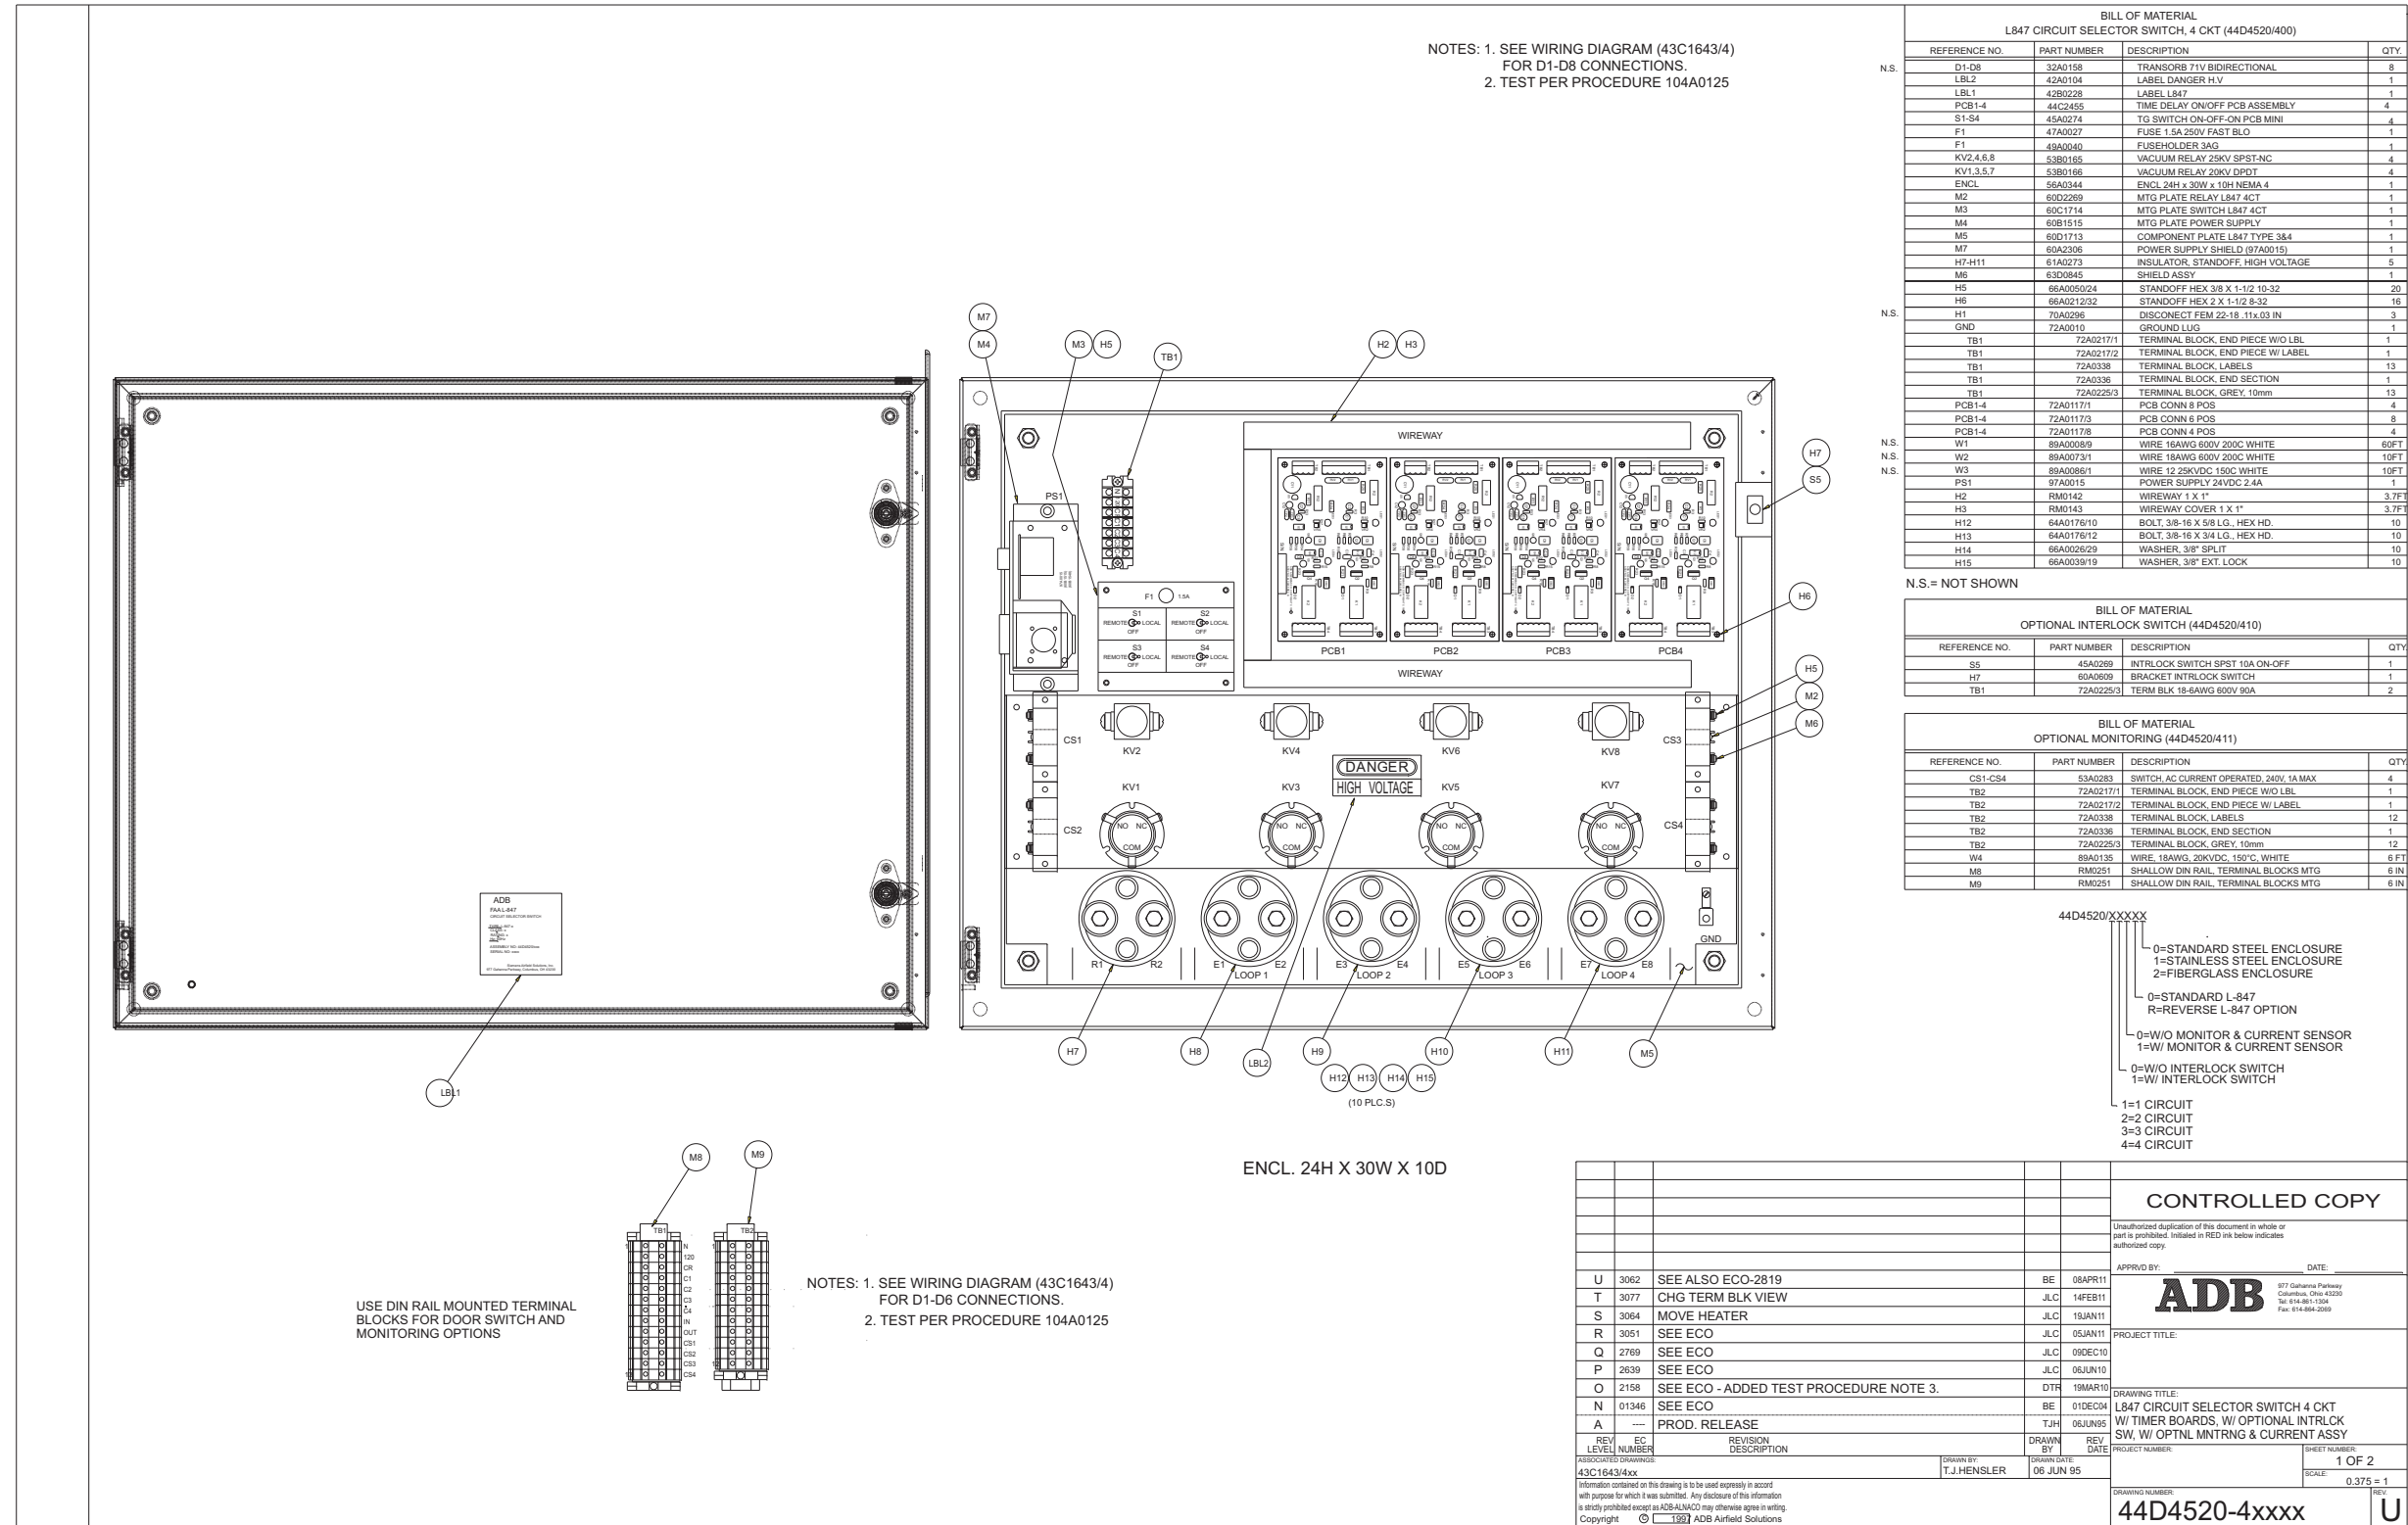 NOTES: 1. SEE WIRING DIAGRAM (43C1643/4)
FOR D1-D8 CONNECTIONS.
2. TEST PER PROCEDURE 104A0125
BILL OF MATERIAL
L847 CIRCUIT SELECTOR SWITCH, 4 CKT (44D4520/400)
REFERENCE NO. PART NUMBER DESCRIPTION QTY.
N.S. D1-D8 32A0158 TRANSORB 71V BIDIRECTIONAL 8
LBL2 42A0104 LABEL DANGER H.V 1
LBL1 42B0228 LABEL L847 1
PCB1-4 44C2455 TIME DELAY ON/OFF PCB ASSEMBLY 4
S1-S4 45A0274 TG SWITCH ON-OFF-ON PCB MINI 4
F1 47A0027 FUSE 1.5A 250V FAST BLO 1
F1 49A0040 FUSEHOLDER 3AG 1
KV2,4,6,8 53B0165 VACUUM RELAY 25KV SPST-NC 4
KV1,3,5,7 53B0166 VACUUM RELAY 20KV DPDT 4
ENCL 56A0344 ENCL 24H x 30W x 10H NEMA 4 1
M2 60D2269 MTG PLATE RELAY L847 4CT 1
M3 60C1714 MTG PLATE SWITCH L847 4CT 1
M4 60B1515 MTG PLATE POWER SUPPLY 1
M5 60D1713 COMPONENT PLATE L847 TYPE 3&4 1
M7 60A2306 POWER SUPPLY SHIELD (97A0015) 1
H7-H11 61A0273 INSULATOR, STANDOFF, HIGH VOLTAGE 5
M6 63D0845 SHIELD ASSY 1
H5 66A0050/24 STANDOFF HEX 3/8 X 1-1/2 10-32 20
H6 66A0212/32 STANDOFF HEX 2 X 1-1/2 8-32 16
N.S. H1 70A0296 DISCONECT FEM 22-18 .11x.03 IN 3
GND 72A0010 GROUND LUG 1
TB1 72A0217/1 TERMINAL BLOCK, END PIECE W/O LBL 1
TB1 72A0217/2 TERMINAL BLOCK, END PIECE W/ LABEL 1
TB1 72A0338 TERMINAL BLOCK, LABELS 13
TB1 72A0336 TERMINAL BLOCK, END SECTION 1
TB1 72A0225/3 TERMINAL BLOCK, GREY, 10mm 13
PCB1-4 72A0117/1 PCB CONN 8 POS 4
PCB1-4 72A0117/3 PCB CONN 6 POS 8
PCB1-4 72A0117/8 PCB CONN 4 POS 4
N.S. W1 89A0008/9 WIRE 16AWG 600V 200C WHITE 60FT
N.S. W2 89A0073/1 WIRE 18AWG 600V 200C WHITE 10FT
N.S. W3 89A0086/1 WIRE 12 25KVDC 150C WHITE 10FT
PS1 97A0015 POWER SUPPLY 24VDC 2.4A 1
H2 RM0142 WIREWAY 1 X 1" 3.7FT
H3 RM0143 WIREWAY COVER 1 X 1" 3.7FT
H12 64A0176/10 BOLT, 3/8-16 X 5/8 LG., HEX HD. 10
H13 64A0176/12 BOLT, 3/8-16 X 3/4 LG., HEX HD. 10
H14 66A0026/29 WASHER, 3/8" SPLIT 10
H15 66A0039/19 WASHER, 3/8" EXT. LOCK 10
N.S.= NOT SHOWN
BILL OF MATERIAL
OPTIONAL INTERLOCK SWITCH (44D4520/410)
REFERENCE NO. PART NUMBER DESCRIPTION QTY
S5 45A0269 INTRLOCK SWITCH SPST 10A ON-OFF 1
H7 60A0609 BRACKET INTRLOCK SWITCH 1
TB1 72A0225/3 TERM BLK 18-6AWG 600V 90A 2
BILL OF MATERIAL
OPTIONAL MONITORING (44D4520/411)
REFERENCE NO. PART NUMBER DESCRIPTION QTY
CS1-CS4 53A0283 SWITCH, AC CURRENT OPERATED, 240V, 1A MAX 4
TB2 72A0217/1 TERMINAL BLOCK, END PIECE W/O LBL 1
TB2 72A0217/2 TERMINAL BLOCK, END PIECE W/ LABEL 1
TB2 72A0338 TERMINAL BLOCK, LABELS 12
TB2 72A0336 TERMINAL BLOCK, END SECTION 1
TB2 72A0225/3 TERMINAL BLOCK, GREY, 10mm 12
W4 89A0135 WIRE, 18AWG, 20KVDC, 150°C, WHITE 6 FT
M8 RM0251 SHALLOW DIN RAIL, TERMINAL BLOCKS MTG 6 IN
M9 RM0251 SHALLOW DIN RAIL, TERMINAL BLOCKS MTG 6 IN
44D4520/XXXXX
0=STANDARD STEEL ENCLOSURE
1=STAINLESS STEEL ENCLOSURE
2=FIBERGLASS ENCLOSURE
0=STANDARD L-847
R=REVERSE L-847 OPTION
0=W/O MONITOR & CURRENT SENSOR
1=W/ MONITOR & CURRENT SENSOR
0=W/O INTERLOCK SWITCH
1=W/ INTERLOCK SWITCH
1=1 CIRCUIT
2=2 CIRCUIT
3=3 CIRCUIT
4=4 CIRCUIT
M7
M4
M3 H5
TB1
H2 H3
WIREWAY
H7
S5
PS1
F1 1.5A
S1 S2
REMOTE LOCAL REMOTE LOCAL
OFF OFF
S3 S4
REMOTE LOCAL REMOTE LOCAL
OFF OFF
H6
PCB1 PCB2 PCB3 PCB4
WIREWAY
H5
M2
M6
CS1 CS3
KV2 KV4 KV6 KV8
DANGER
HIGH VOLTAGE
KV1 KV3 KV5 KV7
CS2 CS4
NO NC NO NC NO NC NO NC
COM COM COM COM
GND
R1 R2 E1 E2 E3 E4 E5 E6 E7 E8
LOOP 1 LOOP 2 LOOP 3 LOOP 4
ADB
FAA L-847
CIRCUIT SELECTOR SWITCH
LBL1
H7 H8 LBL2 H9 H10 H11 M5
H12 H13 H14 H15
(10 PLC.S)
ENCL. 24H X 30W X 10D
M8 M9
TB1 TB2
N
120
CR
C1
C2
C3
C4
IN
OUT
CS1
CS2
CS3
CS4
USE DIN RAIL MOUNTED TERMINAL
BLOCKS FOR DOOR SWITCH AND
MONITORING OPTIONS
NOTES: 1. SEE WIRING DIAGRAM (43C1643/4)
FOR D1-D6 CONNECTIONS.
2. TEST PER PROCEDURE 104A0125
U 3062 SEE ALSO ECO-2819 BE 08APR11
T 3077 CHG TERM BLK VIEW JLC 14FEB11
S 3064 MOVE HEATER JLC 19JAN11
R 3051 SEE ECO JLC 05JAN11
Q 2769 SEE ECO JLC 09DEC10
P 2639 SEE ECO JLC 06JUN10
O 2158 SEE ECO - ADDED TEST PROCEDURE NOTE 3. DTR 19MAR10
N 01346 SEE ECO BE 01DEC04
A ---- PROD. RELEASE TJH 06JUN95
REV LEVEL EC NUMBER REVISION DESCRIPTION DRAWN BY REV DATE
ASSOCIATED DRAWINGS:
43C1643/4xx
DRAWN BY:
T.J.HENSLER
DRAWN DATE:
06 JUN 95
Information contained on this drawing is to be used expressly in accord
with purpose for which it was submitted. Any disclosure of this information
is strictly prohibited except as ADB-ALNACO may otherwise agree in writing.
Copyright © 1997 ADB Airfield Solutions
CONTROLLED COPY
Unauthorized duplication of this document in whole or
part is prohibited. Initialed in RED ink below indicates
authorized copy.
APPRVD BY: DATE:
ADB
977 Gahanna Parkway
Columbus, Ohio 43230
Tel: 614-861-1304
Fax: 614-864-2069
PROJECT TITLE:
DRAWING TITLE:
L847 CIRCUIT SELECTOR SWITCH 4 CKT
W/ TIMER BOARDS, W/ OPTIONAL INTRLCK
SW, W/ OPTNL MNTRNG & CURRENT ASSY
PROJECT NUMBER:
SHEET NUMBER:
1 OF 2
SCALE:
0.375 = 1
DRAWING NUMBER:
44D4520-4xxxx
REV.
U